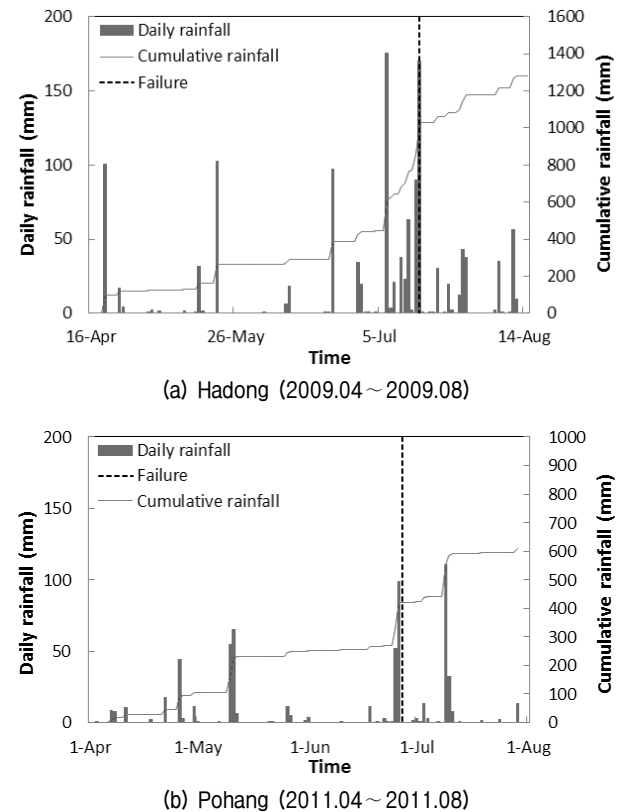 200
150
100
50
0
Daily rainfall (mm)
Daily rainfall
Cumulative rainfall
Failure
1600
1400
1200
1000
800
600
400
200
0
Cumulative rainfall (mm)
16-Apr 26-May 5-Jul 14-Aug
Time
(a) Hadong (2009.04～2009.08)
200
150
100
50
0
Daily rainfall (mm)
Daily rainfall
Failure
Cumulative rainfall
1000
900
800
700
600
500
400
300
200
100
0
Cumulative rainfall (mm)
1-Apr 1-May 1-Jun 1-Jul 1-Aug
Time
(b) Pohang (2011.04～2011.08)